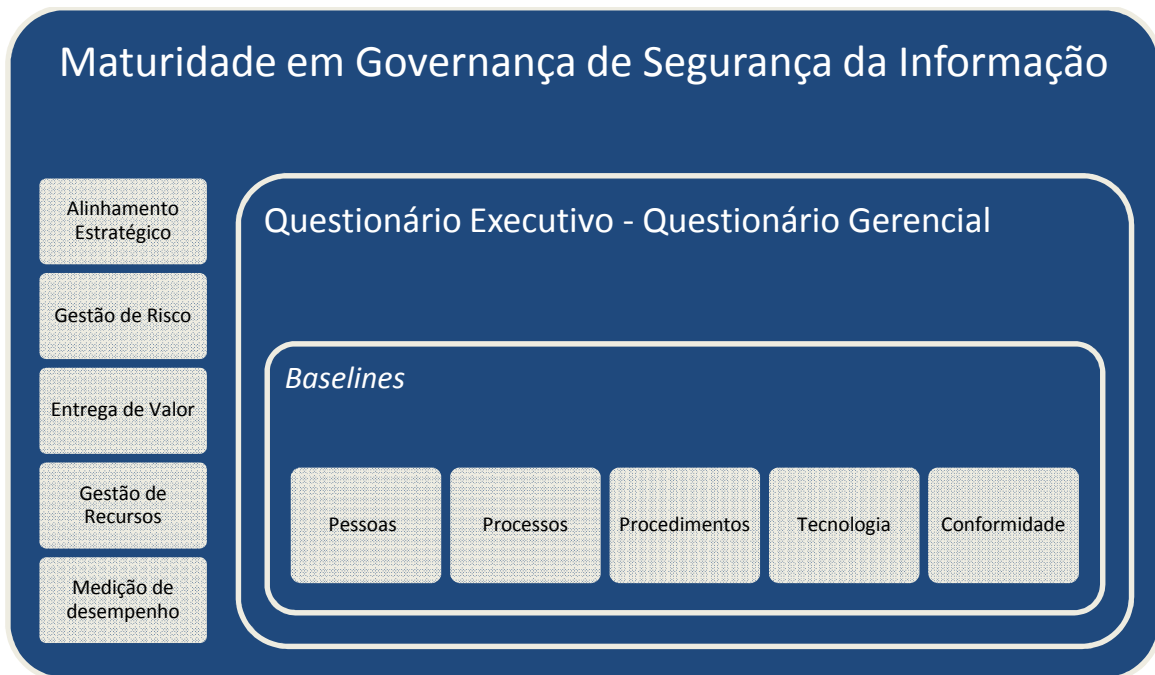 Maturidade em Governança de Segurança da Informação
Alinhamento
Estratégico
Gestão de Risco
Entrega de Valor
Gestão de
Recursos
Medição de
desempenho
Questionário Executivo - Questionário Gerencial
Baselines
Pessoas
Processos
Procedimentos
Tecnologia
Conformidade